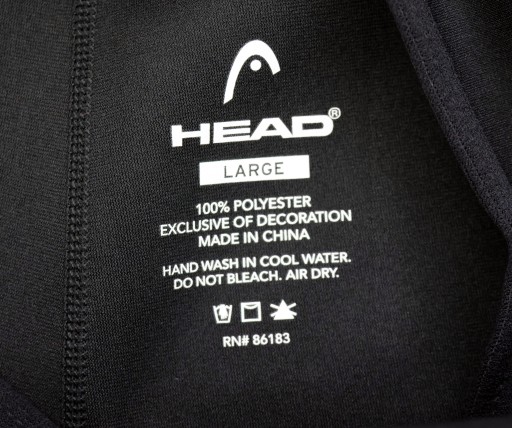 HEAD®
LARGE
100% POLYESTER
EXCLUSIVE OF DECORATION
MADE IN CHINA
HAND WASH IN COOL WATER.
DO NOT BLEACH. AIR DRY.
RN# 86183